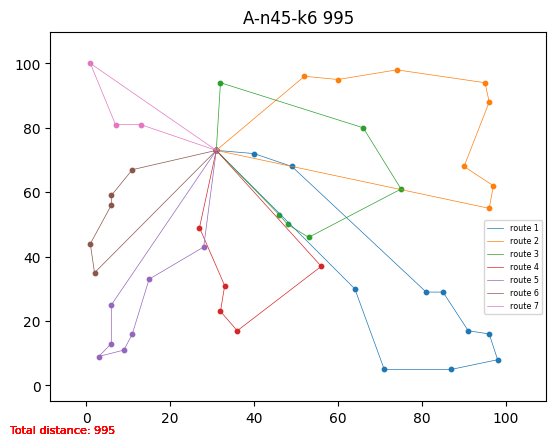 A-n45-k6 995
100
80
60
40
20
0
0 20 40 60 80 100
route 1
route 2
route 3
route 4
route 5
route 6
route 7
Total distance: 995